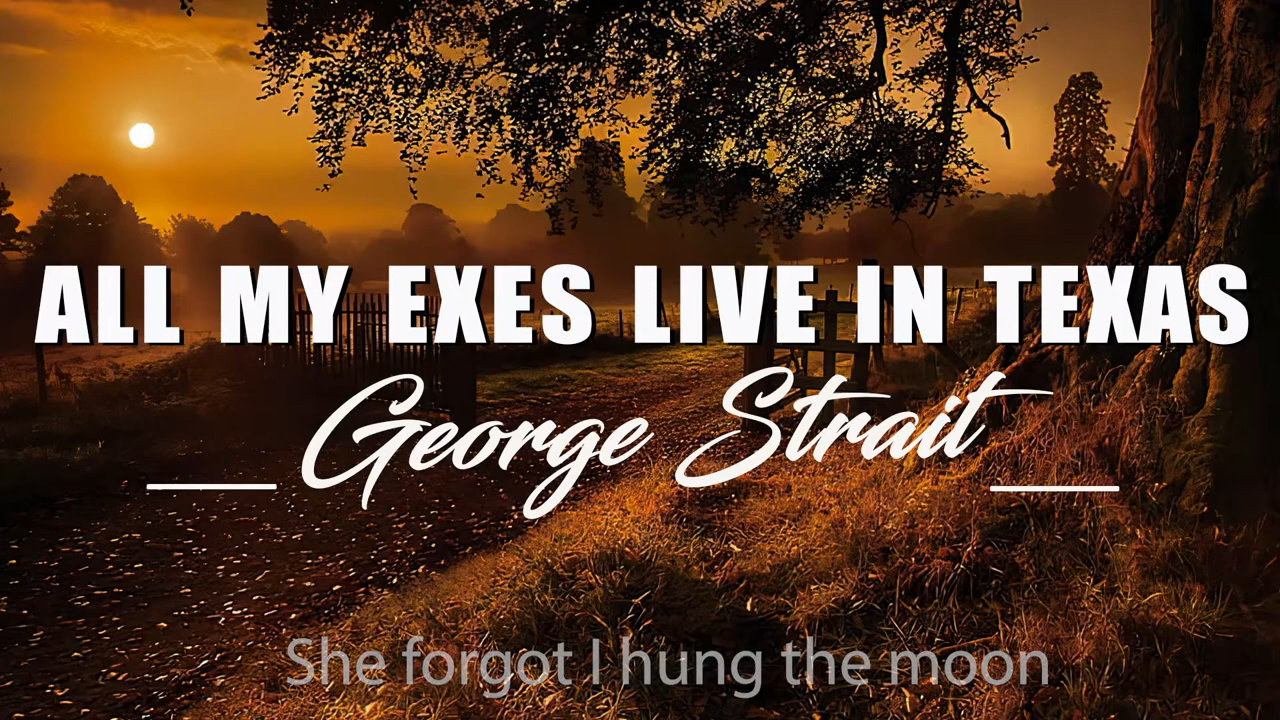 ALL MY EXES LIVE IN TEXAS
George Strait
She forgot I hung the moon